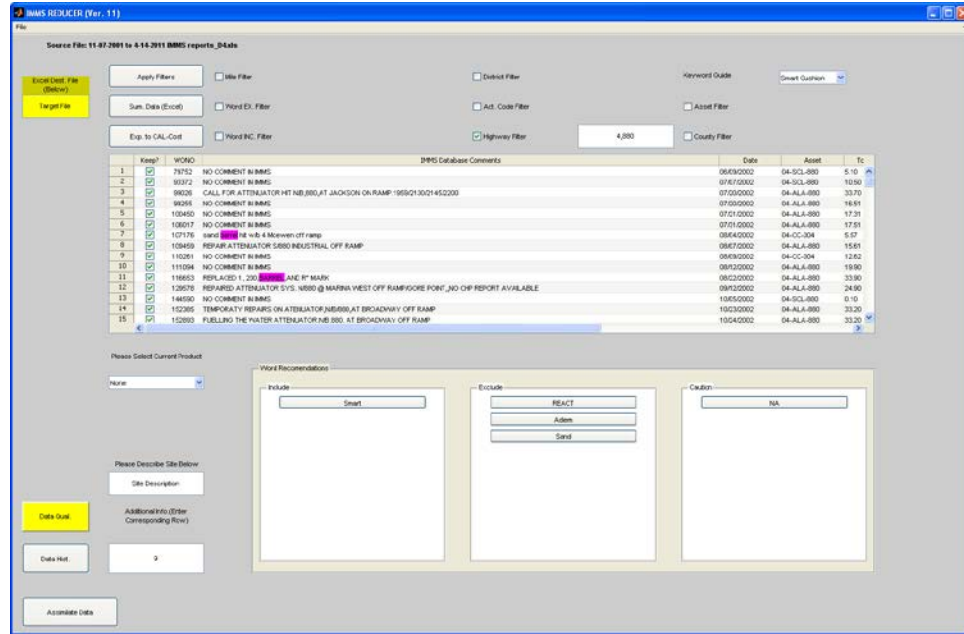 IMMS REDUCER (Ver. 11)
File
Source File: 11-07-2001 to 4-14-2011 IMMS reports_04.xls
Excel Dest. File (Below)
Target File
Apply Filters
Mile Filter
District Filter
Keyword Guide
Smart Cushion
Sum. Data (Excel)
Word EX. Filter
Act. Code Filter
Asset Filter
Exp. to CAL-Cost
Word INC. Filter
Highway Filter
4,880
County Filter
Keep? WONO IMMS Database Comments Date Asset Tc
1 79752 NO COMMENT IN IMMS 06/09/2002 04-SCL-880 5.10
2 93372 NO COMMENT IN IMMS 07/07/2002 04-SCL-880 10.50
3 98026 CALL FOR ATTENUATOR HIT N/B,880,AT JACKSON ON RAMP.1959/2130/2145/2200 07/00/2002 04-ALA-880 33.70
4 98255 NO COMMENT IN IMMS 07/00/2002 04-ALA-880 16.51
5 100450 NO COMMENT IN IMMS 07/01/2002 04-ALA-880 17.31
6 106017 NO COMMENT IN IMMS 07/01/2002 04-ALA-880 17.51
7 107176 sand barrel hit w/b 4 Mcewen off ramp 08/04/2002 04-CC-304 5.57
8 109459 REPAIR ATTENUATOR S/880 INDUSTRIAL OFF RAMP 08/07/2002 04-ALA-880 15.61
9 110261 NO COMMENT IN IMMS 08/09/2002 04-CC-304 12.62
10 111094 NO COMMENT IN IMMS 08/12/2002 04-ALA-880 19.90
11 116653 REPLACED 1, 200,BARREL AND R" MARK 08/22/2002 04-ALA-880 33.90
12 129578 REPAIRED ATTENUATOR SYS. N/880 @ MARINA WEST OFF RAMP/GORE POINT,,NO CHP REPORT AVAILABLE 09/12/2002 04-ALA-880 24.90
13 144590 NO COMMENT IN IMMS 10/05/2002 04-SCL-880 0.10
14 152385 TEMPORATY REPAIRS ON ATENUATOR,N/B/880,AT BROADWAY OFF RAMP 10/23/2002 04-ALA-880 33.20
15 152893 FUELLING THE WATER ATTENUATOR N/B 880. AT BROADWAY OFF RAMP 10/24/2002 04-ALA-880 33.20
Please Select Current Product
None
Word Recomendations
Include
Exclude
Caution
Smart
REACT
NA
Adem
Sand
Please Describe Site Below
Site Description
Data Qual.
Additional Info.(Enter
Corresponding Row)
Data Hist.
9
Assimilate Data